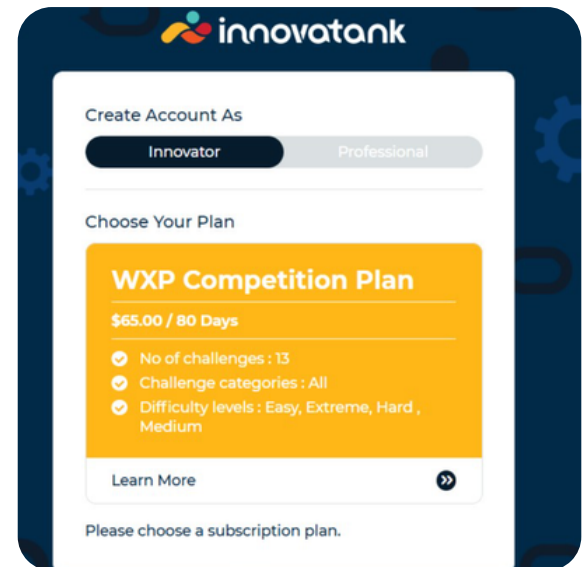 innovatank
Create Account As
Innovator Professional
Choose Your Plan
WXP Competition Plan
$65.00 / 80 Days
No of challenges : 13
Challenge categories : All
Difficulty levels : Easy, Extreme, Hard ,
Medium
Learn More
Please choose a subscription plan.